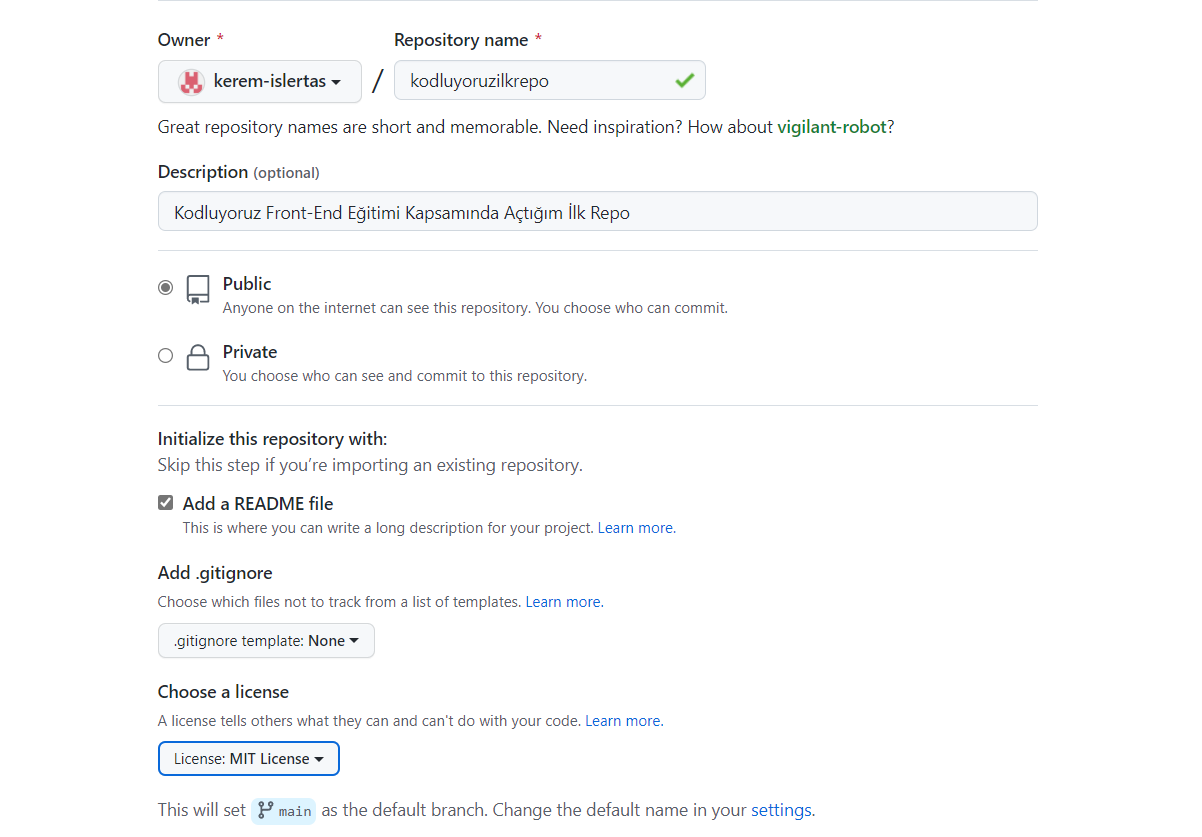 Owner * Repository name *
kerem-islertas / kodluyoruzilkrepo
Great repository names are short and memorable. Need inspiration? How about vigilant-robot?
Description (optional)
Kodluyoruz Front-End Eğitimi Kapsamında Açtığım İlk Repo
Public
Anyone on the internet can see this repository. You choose who can commit.
Private
You choose who can see and commit to this repository.
Initialize this repository with:
Skip this step if you’re importing an existing repository.
Add a README file
This is where you can write a long description for your project. Learn more.
Add .gitignore
Choose which files not to track from a list of templates. Learn more.
.gitignore template: None
Choose a license
A license tells others what they can and can't do with your code. Learn more.
License: MIT License
This will set main as the default branch. Change the default name in your settings.